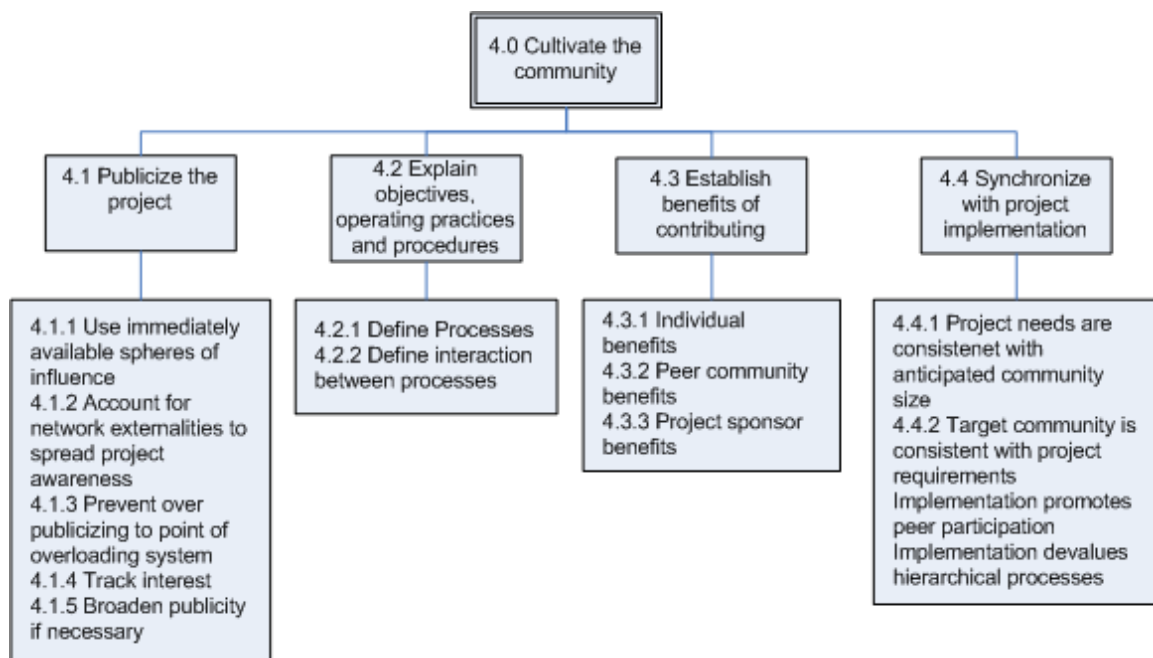 4.0 Cultivate the
community
4.1 Publicize the
project
4.2 Explain
objectives,
operating practices
and procedures
4.3 Establish
benefits of
contributing
4.4 Synchronize
with project
implementation
4.1.1 Use immediately
available spheres of
influence
4.1.2 Account for
network externalities to
spread project
awareness
4.1.3 Prevent over
publicizing to point of
overloading system
4.1.4 Track interest
4.1.5 Broaden publicity
if necessary
4.2.1 Define Processes
4.2.2 Define interaction
between processes
4.3.1 Individual
benefits
4.3.2 Peer community
benefits
4.3.3 Project sponsor
benefits
4.4.1 Project needs are
consistenet with
anticipated community
size
4.4.2 Target community is
consistent with project
requirements
Implementation promotes
peer participation
Implementation devalues
hierarchical processes